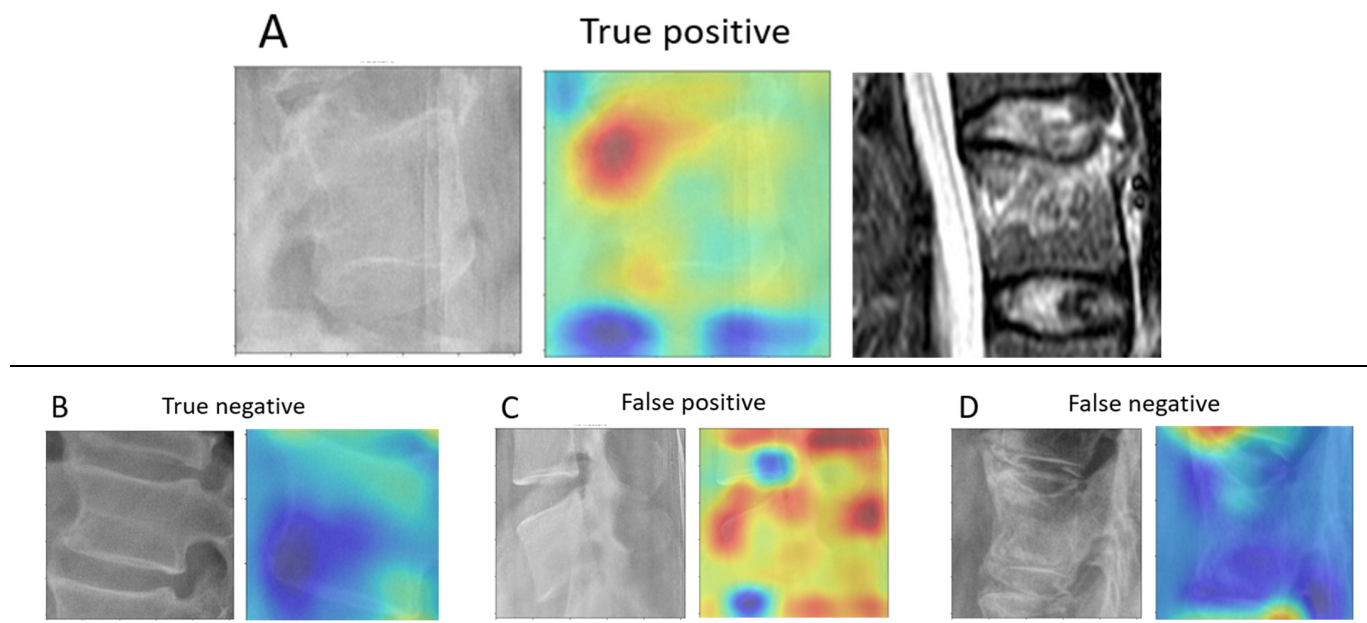 A
True positive
B
True negative
C
False positive
D
False negative